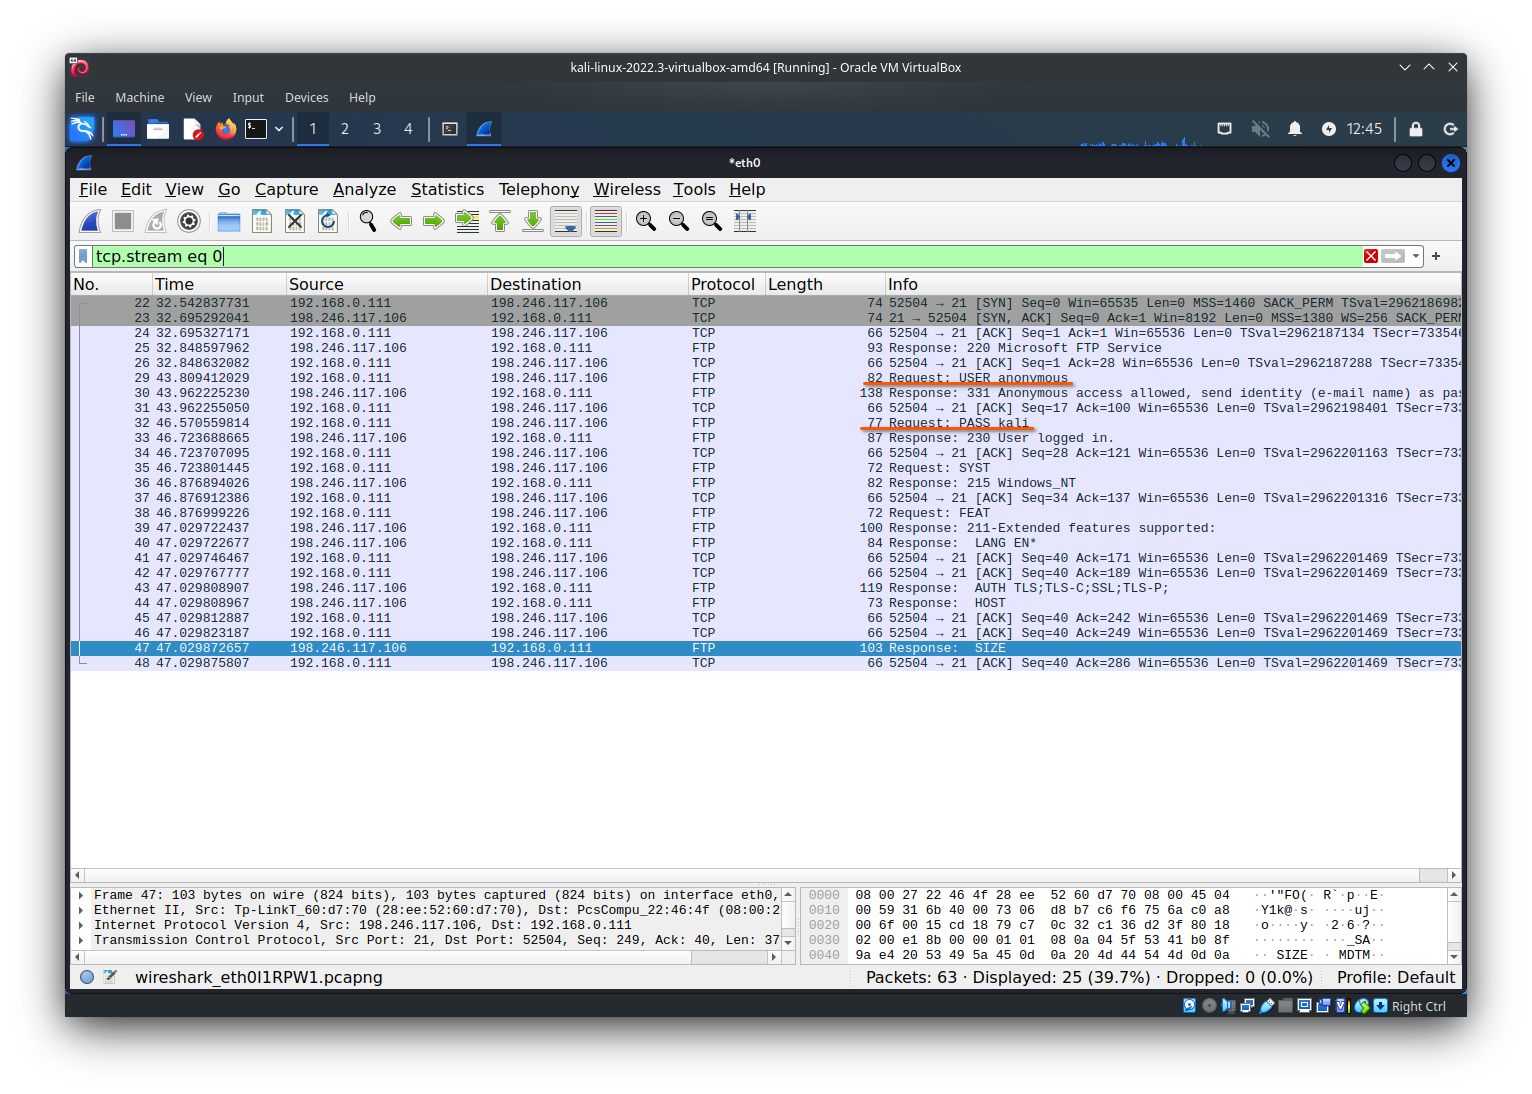 kali-linux-2022.3-virtualbox-amd64 [Running] - Oracle VM VirtualBox
File Machine View Input Devices Help
1 2 3 4 12:45
*eth0
File Edit View Go Capture Analyze Statistics Telephony Wireless Tools Help
tcp.stream eq 0
No. Time Source Destination Protocol Length Info
22 32.542837731 192.168.0.111 198.246.117.106 TCP 74 52504 → 21 [SYN] Seq=0 Win=65535 Len=0 MSS=1460 SACK_PERM TSval=296218698
23 32.695292041 198.246.117.106 192.168.0.111 TCP 74 21 → 52504 [SYN, ACK] Seq=0 Ack=1 Win=8192 Len=0 MSS=1380 WS=256 SACK_PERM
24 32.695327171 192.168.0.111 198.246.117.106 TCP 66 52504 → 21 [ACK] Seq=1 Ack=1 Win=65536 Len=0 TSval=2962187134 TSecr=73354
25 32.848597962 198.246.117.106 192.168.0.111 FTP 93 Response: 220 Microsoft FTP Service
26 32.848632082 192.168.0.111 198.246.117.106 TCP 66 52504 → 21 [ACK] Seq=1 Ack=28 Win=65536 Len=0 TSval=2962187288 TSecr=7335
29 43.809412029 192.168.0.111 198.246.117.106 FTP 82 Request: USER anonymous
30 43.962225230 198.246.117.106 192.168.0.111 FTP 138 Response: 331 Anonymous access allowed, send identity (e-mail name) as pas
31 43.962255050 192.168.0.111 198.246.117.106 TCP 66 52504 → 21 [ACK] Seq=17 Ack=100 Win=65536 Len=0 TSval=2962198401 TSecr=733
32 46.570559814 192.168.0.111 198.246.117.106 FTP 77 Request: PASS kali
33 46.723688665 198.246.117.106 192.168.0.111 FTP 87 Response: 230 User logged in.
34 46.723707095 192.168.0.111 198.246.117.106 TCP 66 52504 → 21 [ACK] Seq=28 Ack=121 Win=65536 Len=0 TSval=2962201163 TSecr=733
35 46.723801445 192.168.0.111 198.246.117.106 FTP 72 Request: SYST
36 46.876894026 198.246.117.106 192.168.0.111 FTP 82 Response: 215 Windows_NT
37 46.876912386 192.168.0.111 198.246.117.106 TCP 66 52504 → 21 [ACK] Seq=34 Ack=137 Win=65536 Len=0 TSval=2962201316 TSecr=733
38 46.876999226 192.168.0.111 198.246.117.106 FTP 72 Request: FEAT
39 47.029722437 198.246.117.106 192.168.0.111 FTP 100 Response: 211-Extended features supported:
40 47.029722677 198.246.117.106 192.168.0.111 FTP 84 Response: LANG EN*
41 47.029746467 192.168.0.111 198.246.117.106 TCP 66 52504 → 21 [ACK] Seq=40 Ack=171 Win=65536 Len=0 TSval=2962201469 TSecr=733
42 47.029767777 192.168.0.111 198.246.117.106 TCP 66 52504 → 21 [ACK] Seq=40 Ack=189 Win=65536 Len=0 TSval=2962201469 TSecr=733
43 47.029808907 198.246.117.106 192.168.0.111 FTP 119 Response: AUTH TLS;TLS-C;SSL;TLS-P;
44 47.029808967 198.246.117.106 192.168.0.111 FTP 73 Response: HOST
45 47.029812887 192.168.0.111 198.246.117.106 TCP 66 52504 → 21 [ACK] Seq=40 Ack=242 Win=65536 Len=0 TSval=2962201469 TSecr=733
46 47.029823187 192.168.0.111 198.246.117.106 TCP 66 52504 → 21 [ACK] Seq=40 Ack=249 Win=65536 Len=0 TSval=2962201469 TSecr=733
47 47.029872657 198.246.117.106 192.168.0.111 FTP 103 Response: SIZE
48 47.029875807 192.168.0.111 198.246.117.106 TCP 66 52504 → 21 [ACK] Seq=40 Ack=286 Win=65536 Len=0 TSval=2962201469 TSecr=733
Frame 47: 103 bytes on wire (824 bits), 103 bytes captured (824 bits) on interface eth0,
Ethernet II, Src: Tp-LinkT_60:d7:70 (28:ee:52:60:d7:70), Dst: PcsCompu_22:46:4f (08:00:2
Internet Protocol Version 4, Src: 198.246.117.106, Dst: 192.168.0.111
Transmission Control Protocol, Src Port: 21, Dst Port: 52504, Seq: 249, Ack: 40, Len: 37
0000 08 00 27 22 46 4f 28 ee 52 60 d7 70 08 00 45 04 ··'"FO(· R`·p··E·
0010 00 59 31 6b 40 00 73 06 d8 b7 c6 f6 75 6a c0 a8 ·Y1k@·s· ····uj··
0020 00 6f 00 15 cd 18 79 c7 0c 32 c1 36 d2 3f 80 18 ·o····y· ·2·6·?··
0030 02 00 e1 8b 00 00 01 01 08 0a 04 5f 53 41 b0 8f ········ ···_SA··
0040 9a e4 20 53 49 5a 45 0d 0a 20 4d 44 54 4d 0d 0a ·· SIZE· · MDTM··
wireshark_eth0I1RPW1.pcapng Packets: 63 · Displayed: 25 (39.7%) · Dropped: 0 (0.0%) Profile: Default
Right Ctrl